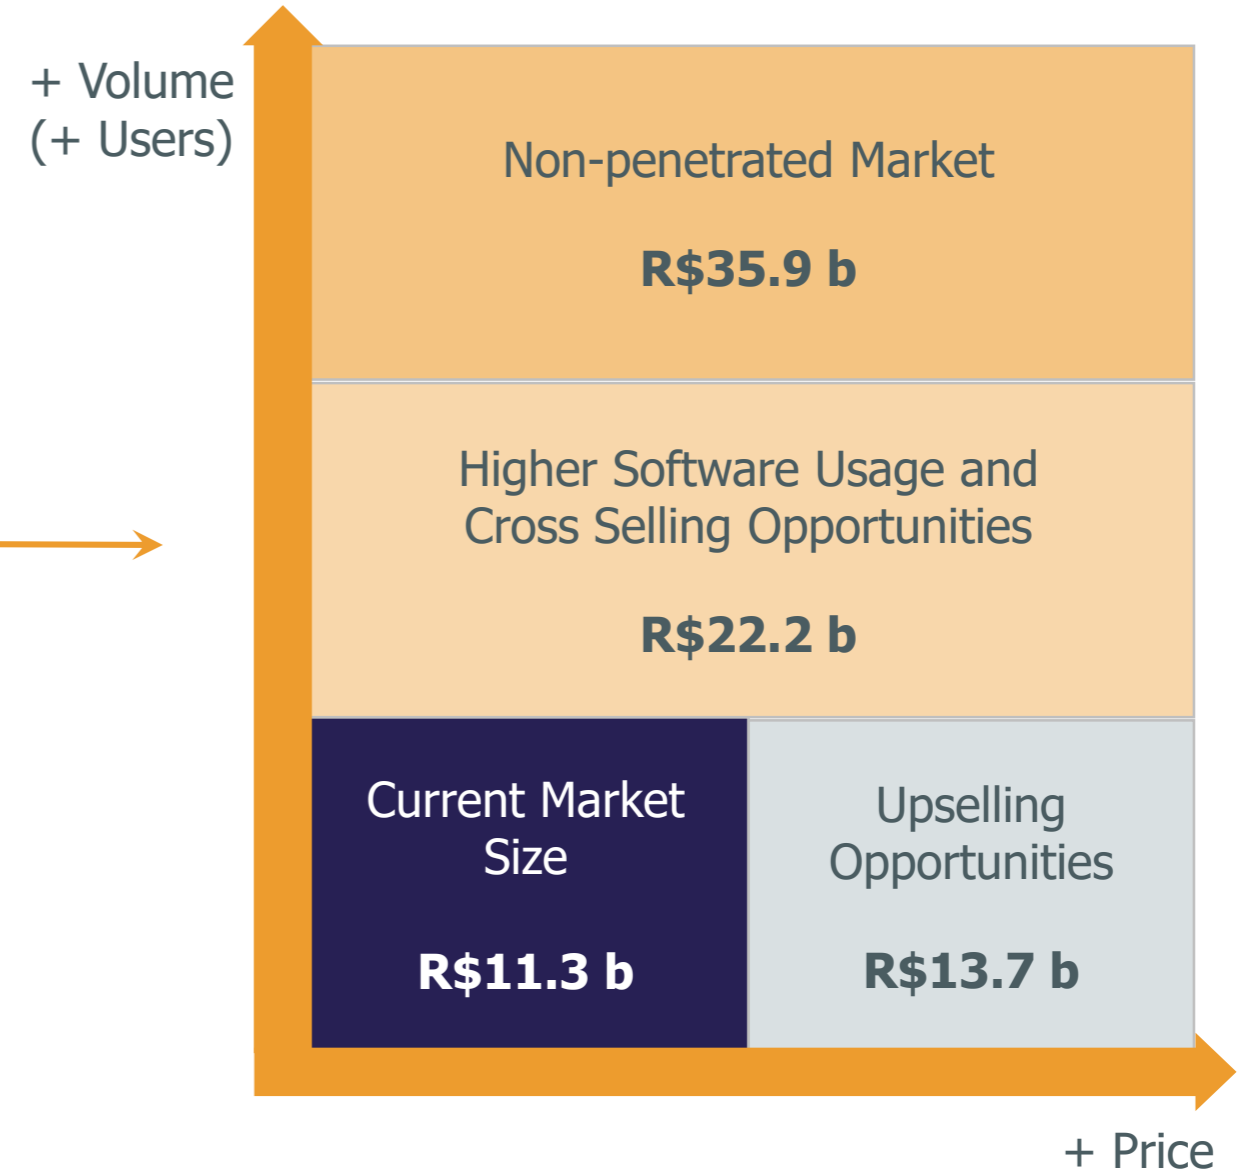 + Volume
(+ Users)
Non-penetrated Market
R$35.9 b
Higher Software Usage and
Cross Selling Opportunities
R$22.2 b
Current Market
Size
R$11.3 b
Upselling
Opportunities
R$13.7 b
+ Price